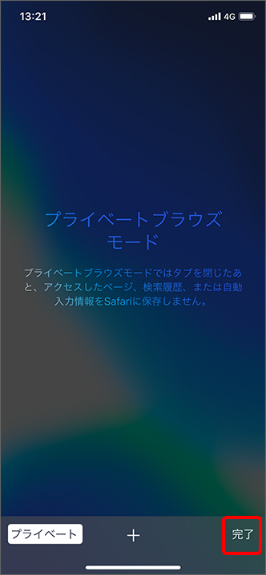 13:21 4G
プライベートブラウズ
モード
プライベートブラウズモードではタブを閉じたあ
と、アクセスしたページ、検索履歴、または自動
入力情報をSafariに保存しません。
プライベート + 完了